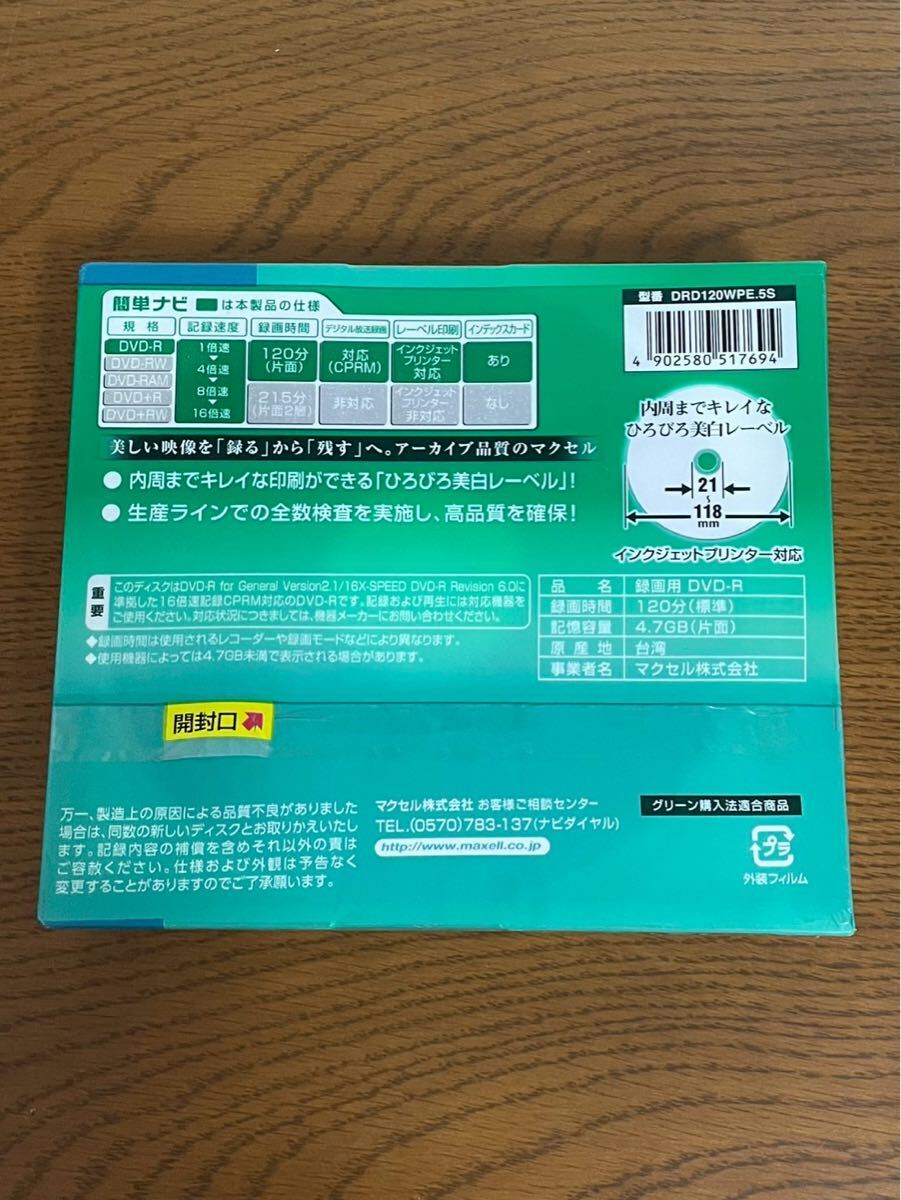 簡単ナビ は本製品の仕様
規格 記録速度 録画時間 デジタル放送録画 レーベル印刷 インデックスカード
DVD-R
DVD-RW
DVD-RAM
DVD+R
DVD+RW
1倍速
4倍速
8倍速
16倍速
120分
(片面)
215分
(片面2層)
対応
(CPRM)
非対応
インクジェット
プリンター
対応
インクジェット
プリンター
非対応
あり
なし
美しい映像を「録る」から「残す」へ。アーカイブ品質のマクセル
● 内周までキレイな印刷ができる「ひろびろ美白レーベル」!
● 生産ラインでの全数検査を実施し、高品質を確保!
型番 DRD120WPE.5S
4 902580 517694
内周までキレイな
ひろびろ美白レーベル
21
~
118
mm
インクジェットプリンター対応
重要
このディスクはDVD-R for General Version2.1/16X-SPEED DVD-R Revision 6.0に
準拠した16倍速記録CPRM対応のDVD-Rです。記録および再生には対応機器を
ご使用ください。対応状況につきましては、機器メーカーにお問い合わせください。
◆録画時間は使用されるレコーダーや録画モードなどにより異なります。
◆使用機器によっては4.7GB未満で表示される場合があります。
品名 録画用 DVD-R
録画時間 120分(標準)
記憶容量 4.7GB(片面)
原産地 台湾
事業者名 マクセル株式会社
開封口
万一、製造上の原因による品質不良がありました
場合は、同数の新しいディスクとお取りかえいたし
ます。記録内容の補償を含めそれ以外の責は
ご容赦ください。仕様および外観は予告なく
変更することがありますのでご了承願います。
マクセル株式会社 お客様ご相談センター
TEL.(0570)783-137(ナビダイヤル)
http://www.maxell.co.jp
グリーン購入法適合商品
プラ
外装フィルム